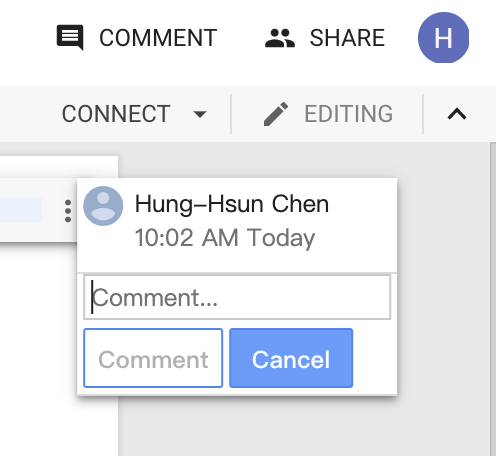 COMMENT SHARE H
CONNECT EDITING
Hung-Hsun Chen
10:02 AM Today
Comment...
Comment Cancel